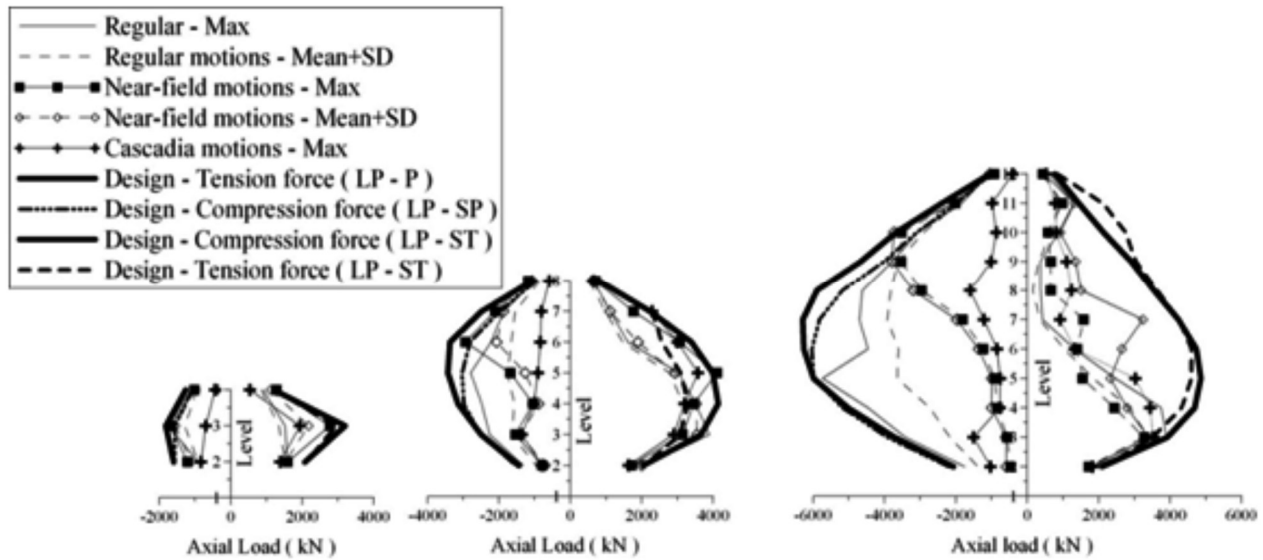 Regular - Max
Regular motions - Mean+SD
Near-field motions - Max
Near-field motions - Mean+SD
Cascadia motions - Max
Design - Tension force ( LP - P )
Design - Compression force ( LP - SP )
Design - Compression force ( LP - ST )
Design - Tension force ( LP - ST )
3
2
Level
-2000 0 2000 4000
Axial Load ( kN )
7
6
5
4
3
2
Level
-4000 -2000 0 2000 4000
Axial Load ( kN )
11
10
9
8
7
6
5
4
3
2
Level
-6000 -4000 -2000 0 2000 4000 6000
Axial load ( kN )